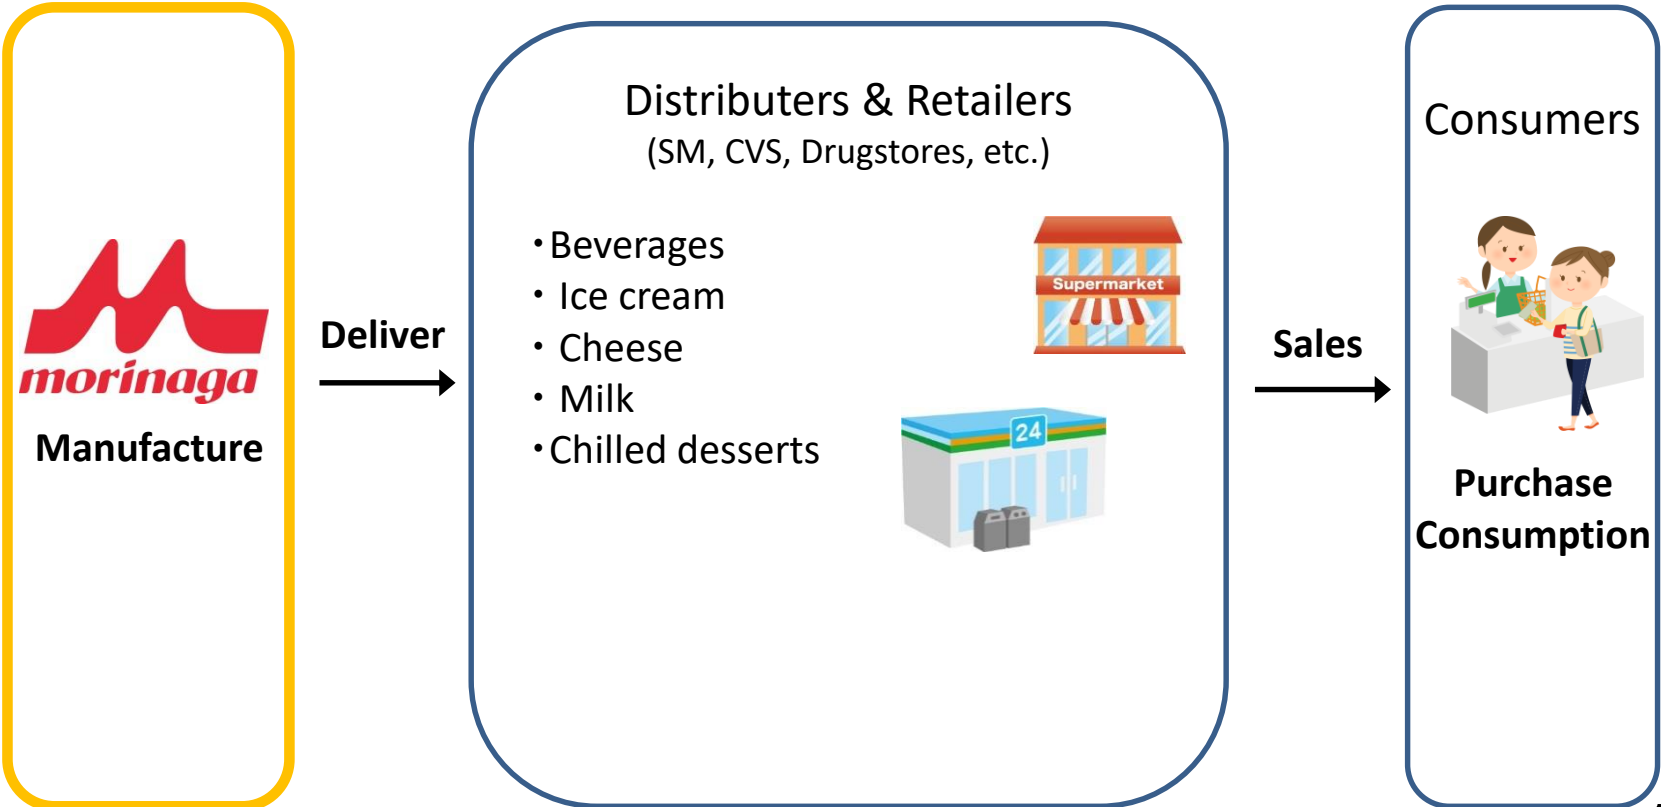 morinaga
Manufacture
Deliver
Distributers & Retailers
(SM, CVS, Drugstores, etc.)
・Beverages
・Ice cream
・Cheese
・Milk
・Chilled desserts
Supermarket
24
Sales
Consumers
Purchase
Consumption